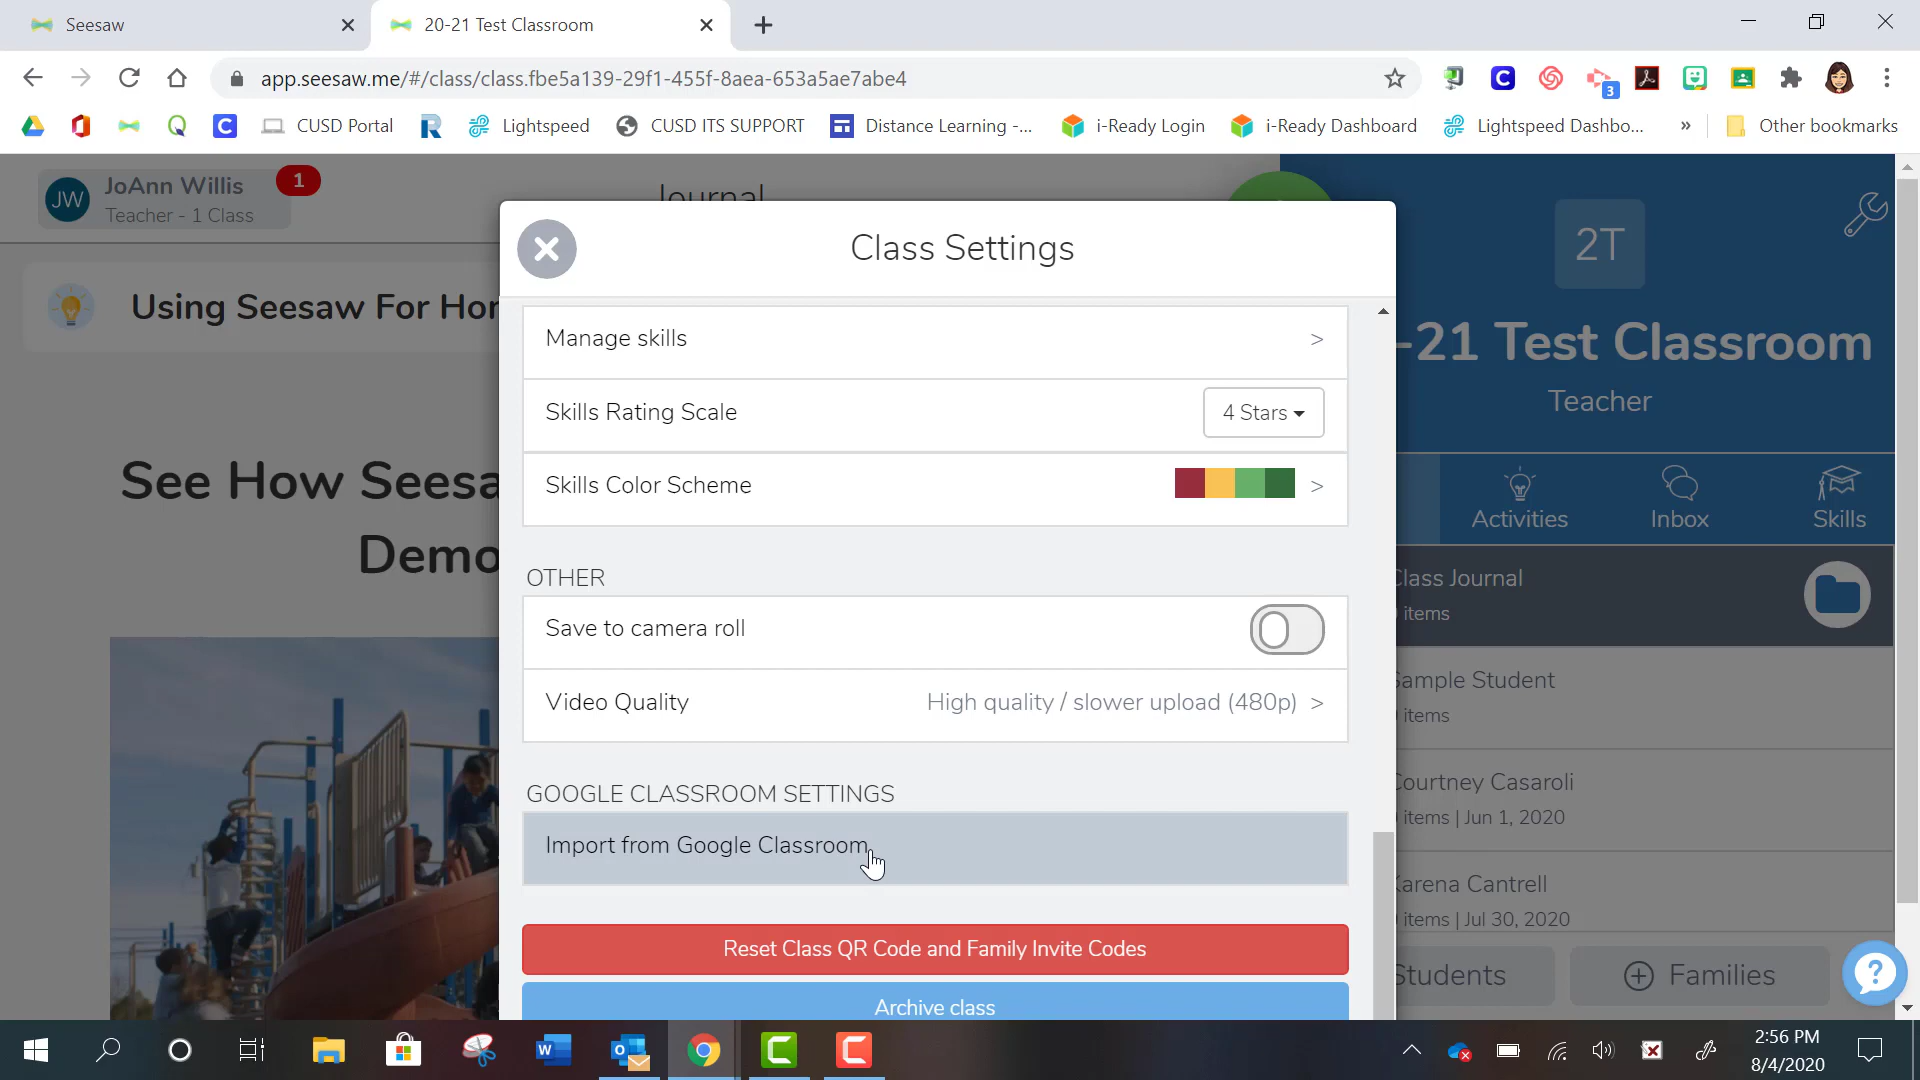 Seesaw
20-21 Test Classroom
app.seesaw.me/#/class/class.fbe5a139-29f1-455f-8aea-653a5ae7abe4
3
CUSD Portal
Lightspeed
CUSD ITS SUPPORT
Distance Learning -...
i-Ready Login
i-Ready Dashboard
Lightspeed Dashbo...
»
Other bookmarks
JW
JoAnn Willis
Teacher - 1 Class
1
Journal
Using Seesaw For Hor
See How Seesa
Demo
Class Settings
Manage skills >
Skills Rating Scale 4 Stars
Skills Color Scheme >
OTHER
Save to camera roll
Video Quality High quality / slower upload (480p) >
GOOGLE CLASSROOM SETTINGS
Import from Google Classroom
Reset Class QR Code and Family Invite Codes
Archive class
2T
-21 Test Classroom
Teacher
Activities
Inbox
Skills
Class Journal
items
Sample Student
items
Courtney Casaroli
items | Jun 1, 2020
Karena Cantrell
items | Jul 30, 2020
Students
Families
?
2:56 PM
8/4/2020